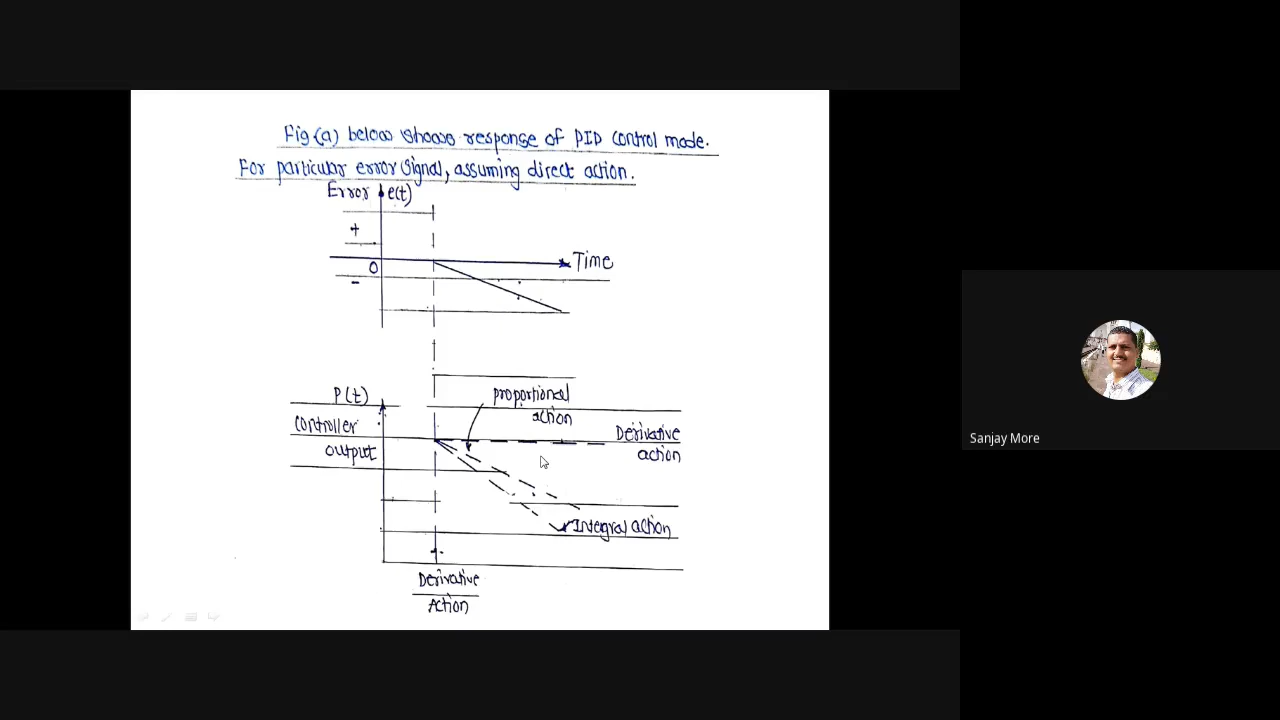 Fig (a) below shows response of PID control mode.
For particular error signal, assuming direct action.
Error e(t)
+
0
Time
-
P(t)
proportional
action
controller
output
Derivative
action
Integral action
Derivative
Action
Sanjay More